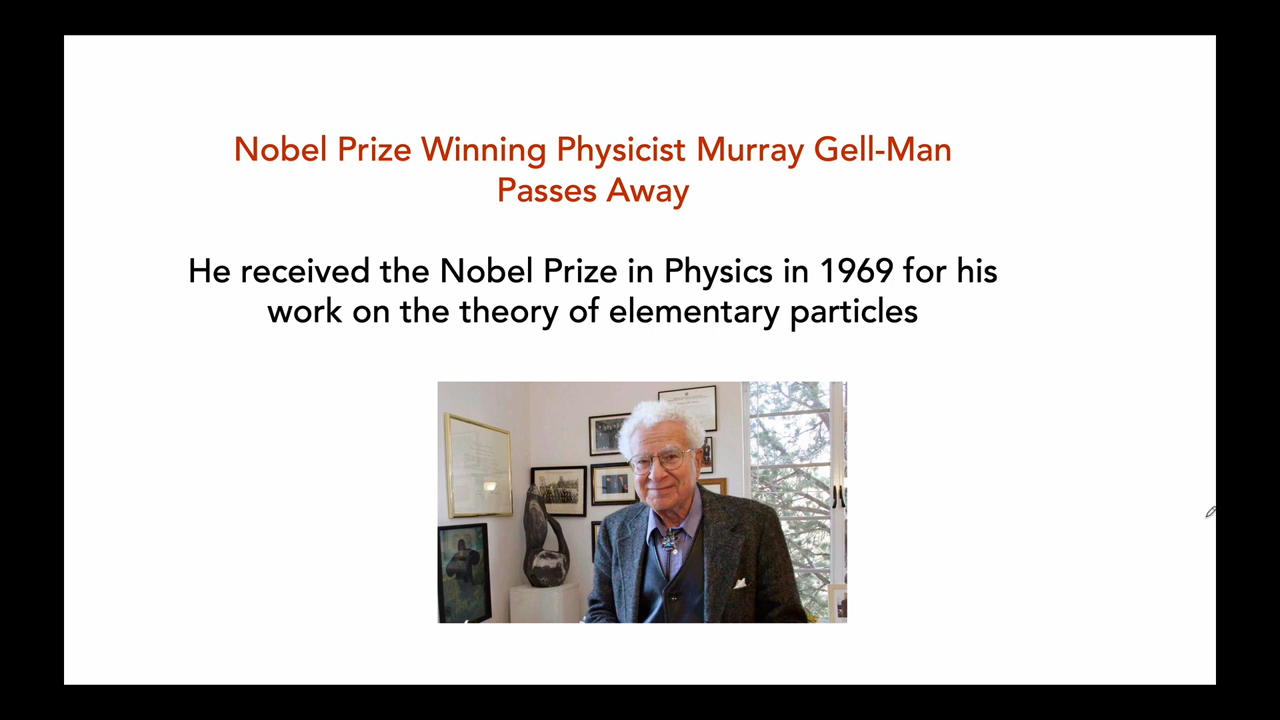 Nobel Prize Winning Physicist Murray Gell-Man
Passes Away
He received the Nobel Prize in Physics in 1969 for his
work on the theory of elementary particles